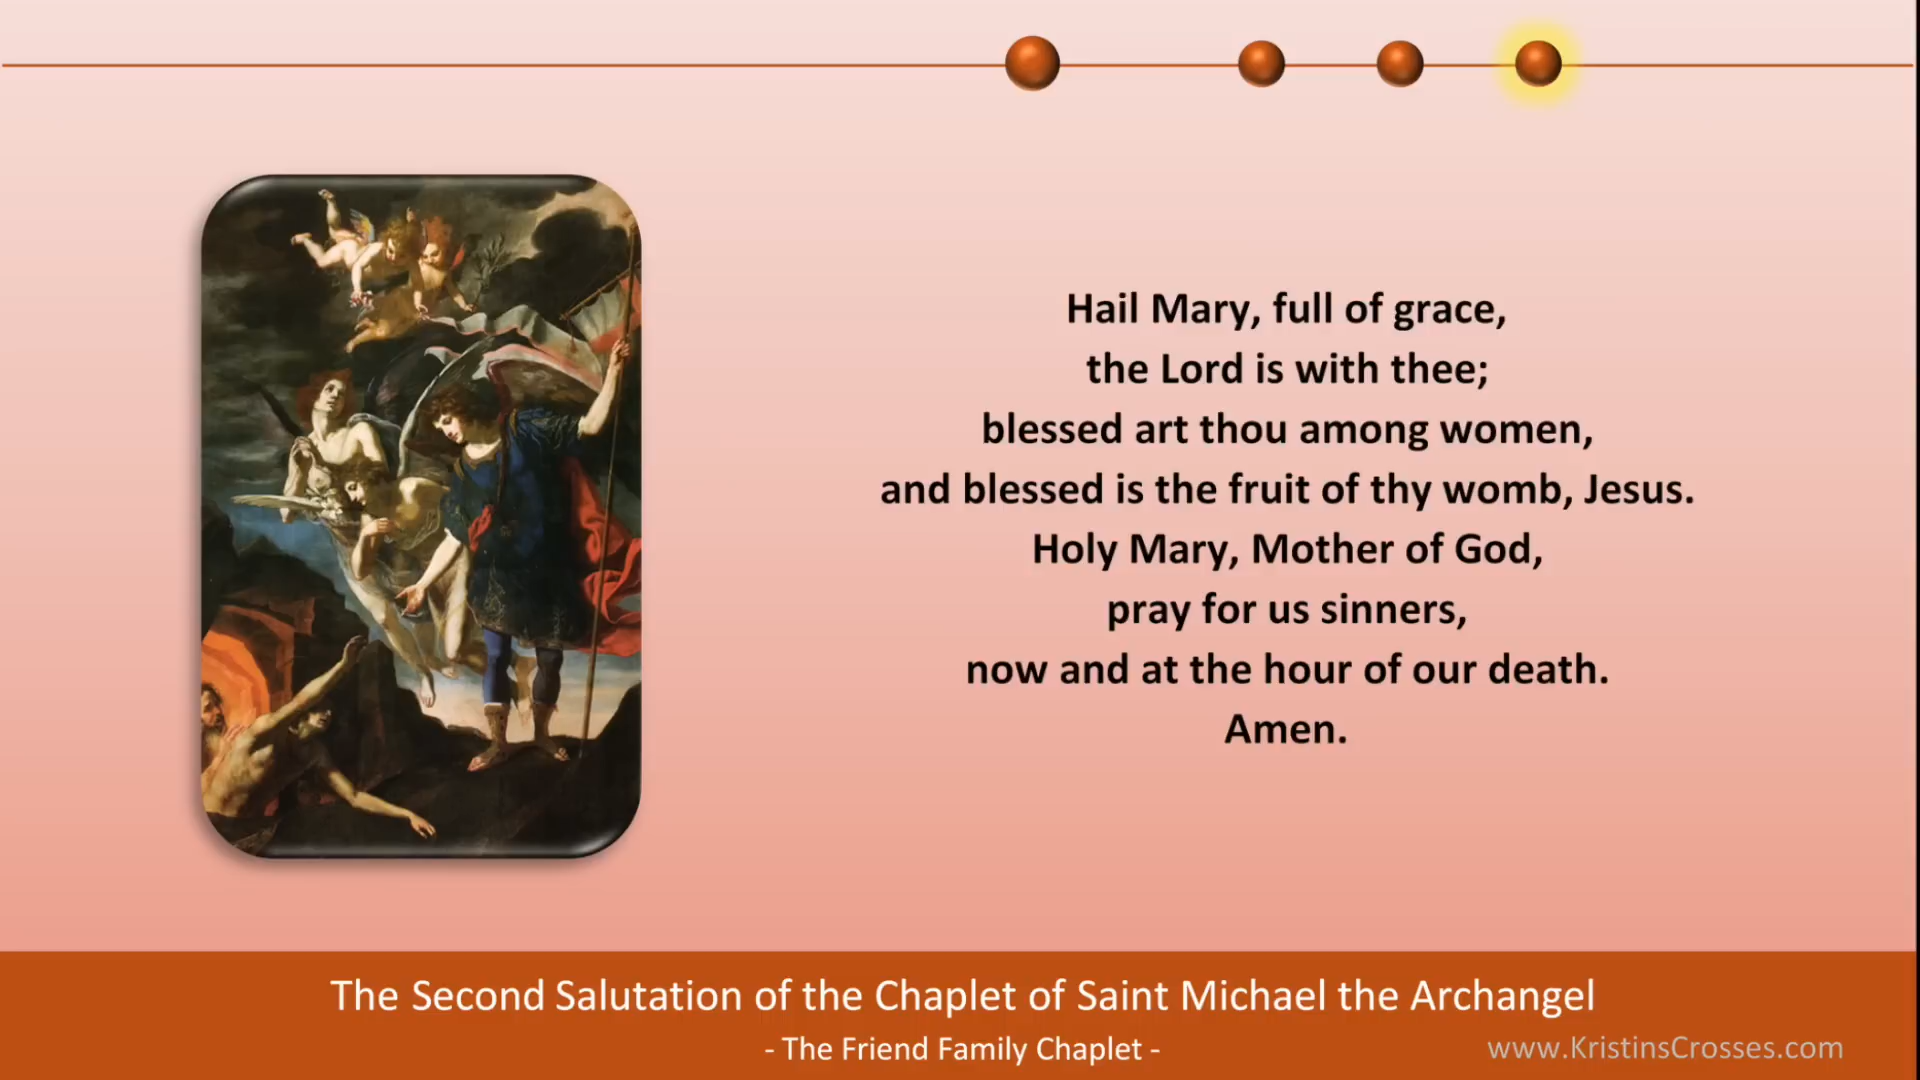 Hail Mary, full of grace,
the Lord is with thee;
blessed art thou among women,
and blessed is the fruit of thy womb, Jesus.
Holy Mary, Mother of God,
pray for us sinners,
now and at the hour of our death.
Amen.
The Second Salutation of the Chaplet of Saint Michael the Archangel
- The Friend Family Chaplet -
www.KristinsCrosses.com